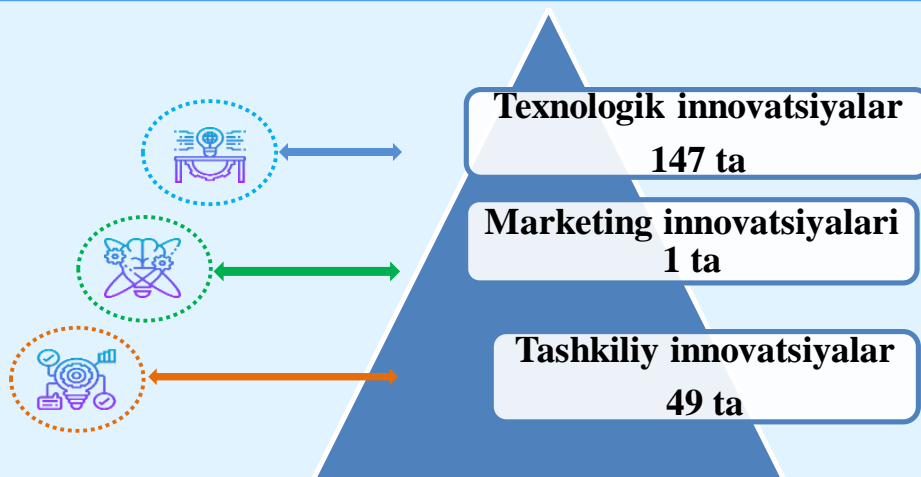 Texnologik innovatsiyalar
147 ta
Marketing innovatsiyalari
1 ta
Tashkiliy innovatsiyalar
49 ta